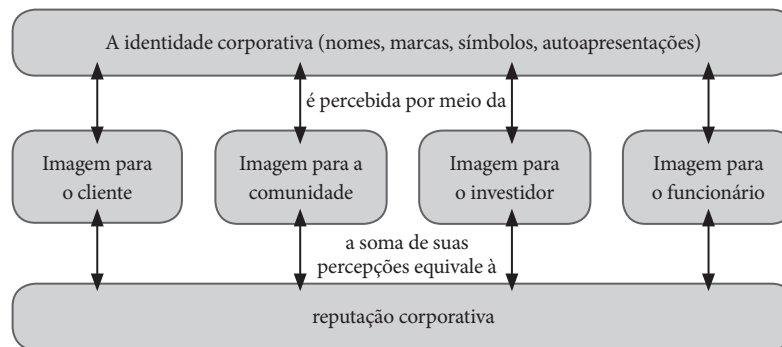 A identidade corporativa (nomes, marcas, símbolos, autoapresentações)
é percebida por meio da
Imagem para
o cliente
Imagem para a
comunidade
Imagem para
o investidor
Imagem para
o funcionário
a soma de suas
percepções equivale à
reputação corporativa